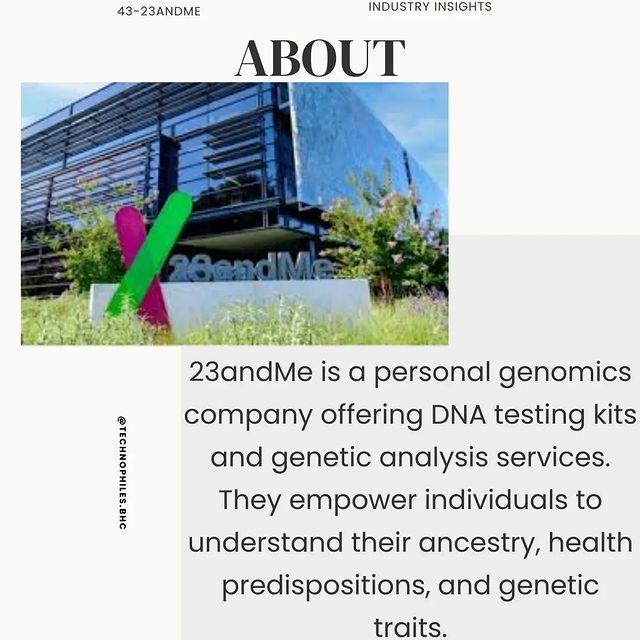 43-23ANDME
INDUSTRY INSIGHTS
ABOUT
23andMe
23andMe is a personal genomics
company offering DNA testing kits
and genetic analysis services.
They empower individuals to
understand their ancestry, health
predispositions, and genetic
traits.
@TECHNOPHILES.BHC